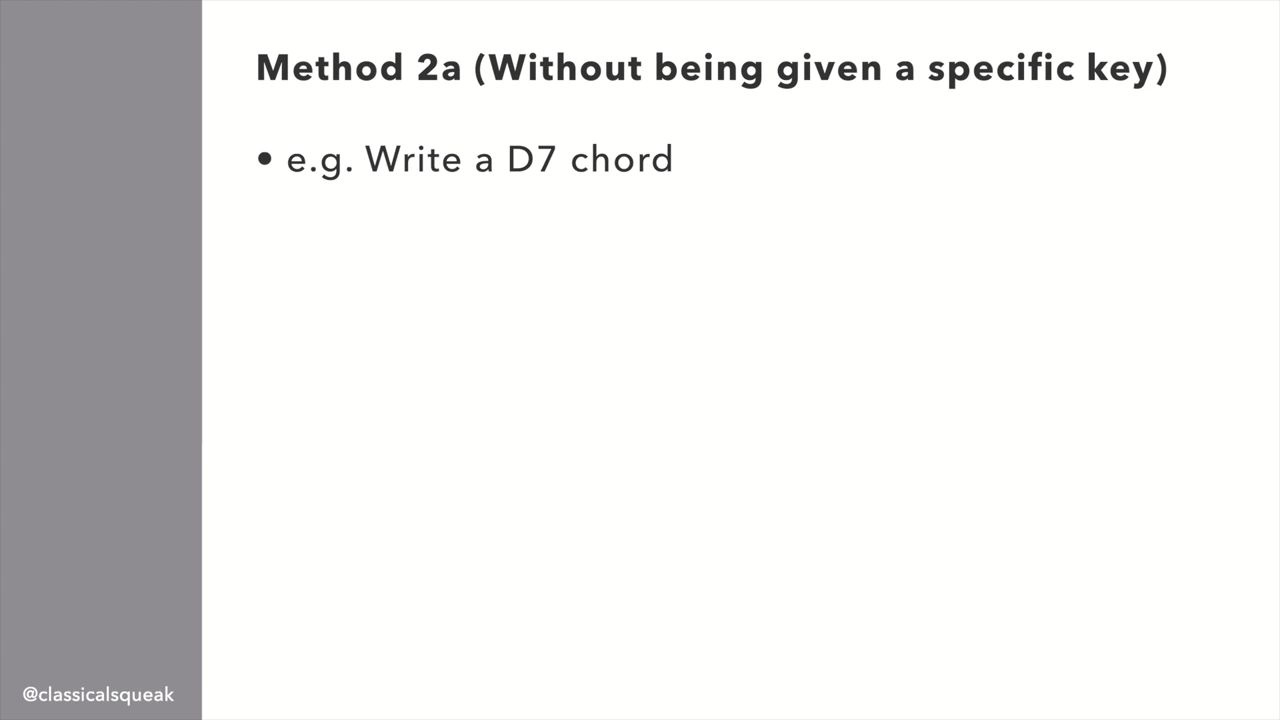 Method 2a (Without being given a specific key)
• e.g. Write a D7 chord
@classicalsqueak